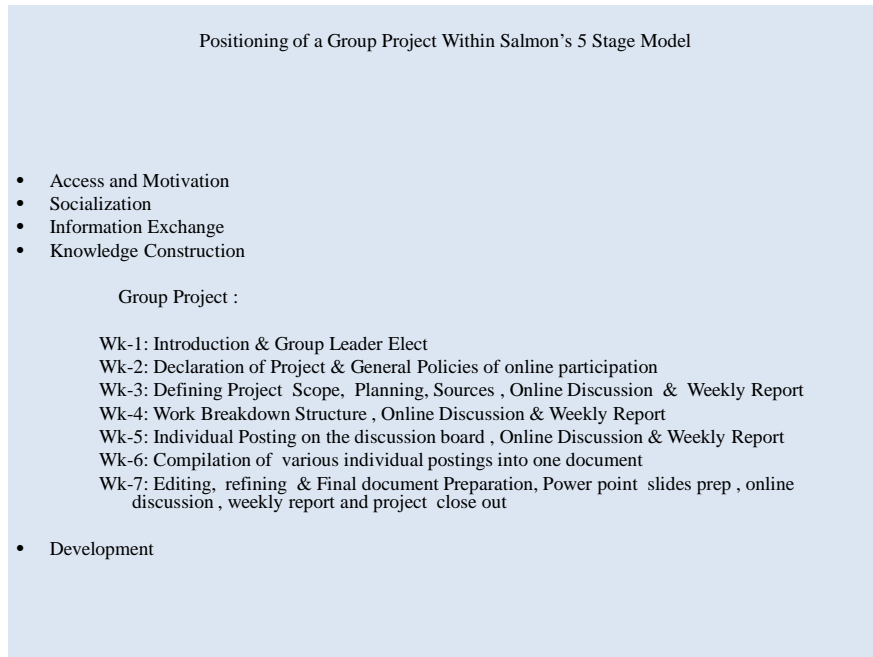 Positioning of a Group Project Within Salmon's 5 Stage Model
• Access and Motivation
• Socialization
• Information Exchange
• Knowledge Construction
Group Project :
Wk-1: Introduction & Group Leader Elect
Wk-2: Declaration of Project & General Policies of online participation
Wk-3: Defining Project Scope, Planning, Sources , Online Discussion & Weekly Report
Wk-4: Work Breakdown Structure , Online Discussion & Weekly Report
Wk-5: Individual Posting on the discussion board , Online Discussion & Weekly Report
Wk-6: Compilation of various individual postings into one document
Wk-7: Editing, refining & Final document Preparation, Power point slides prep , online
discussion , weekly report and project close out
• Development